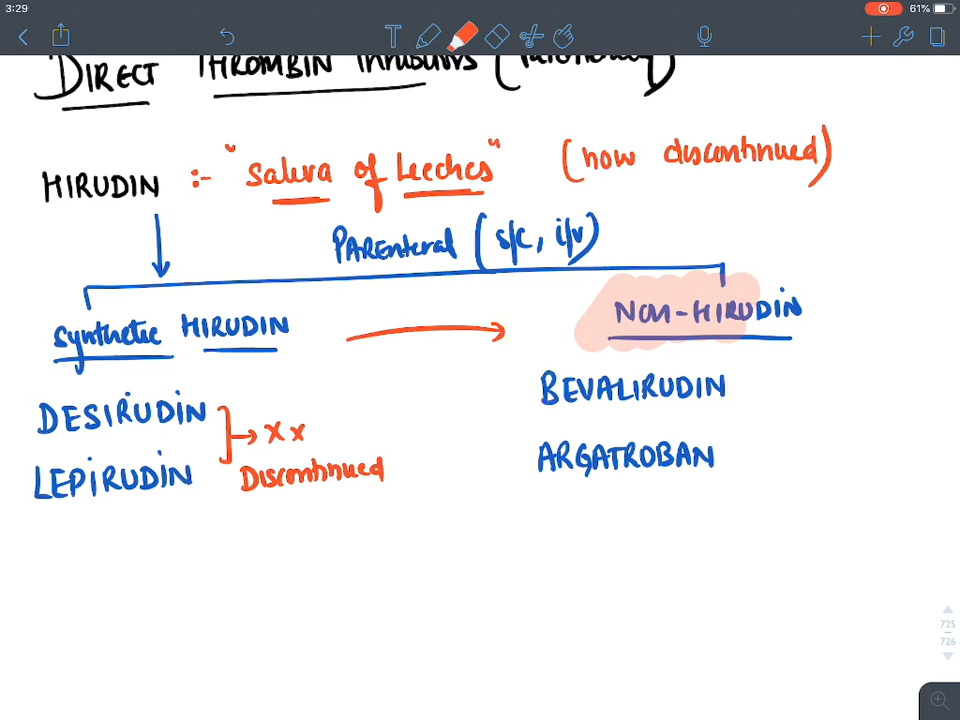 3:29
61%
DIRECT THROMBIN INHIBITORS
HIRUDIN :- "Saliva of Leeches" (now discontinued)
PARENteral (s/c, i/v)
Synthetic HIRUDIN
NON-HIRUDIN
DESIRUDIN
BEVALIRUDIN
→ X x
LEPIRUDIN
Discontinued
ARGATROBAN
725
726